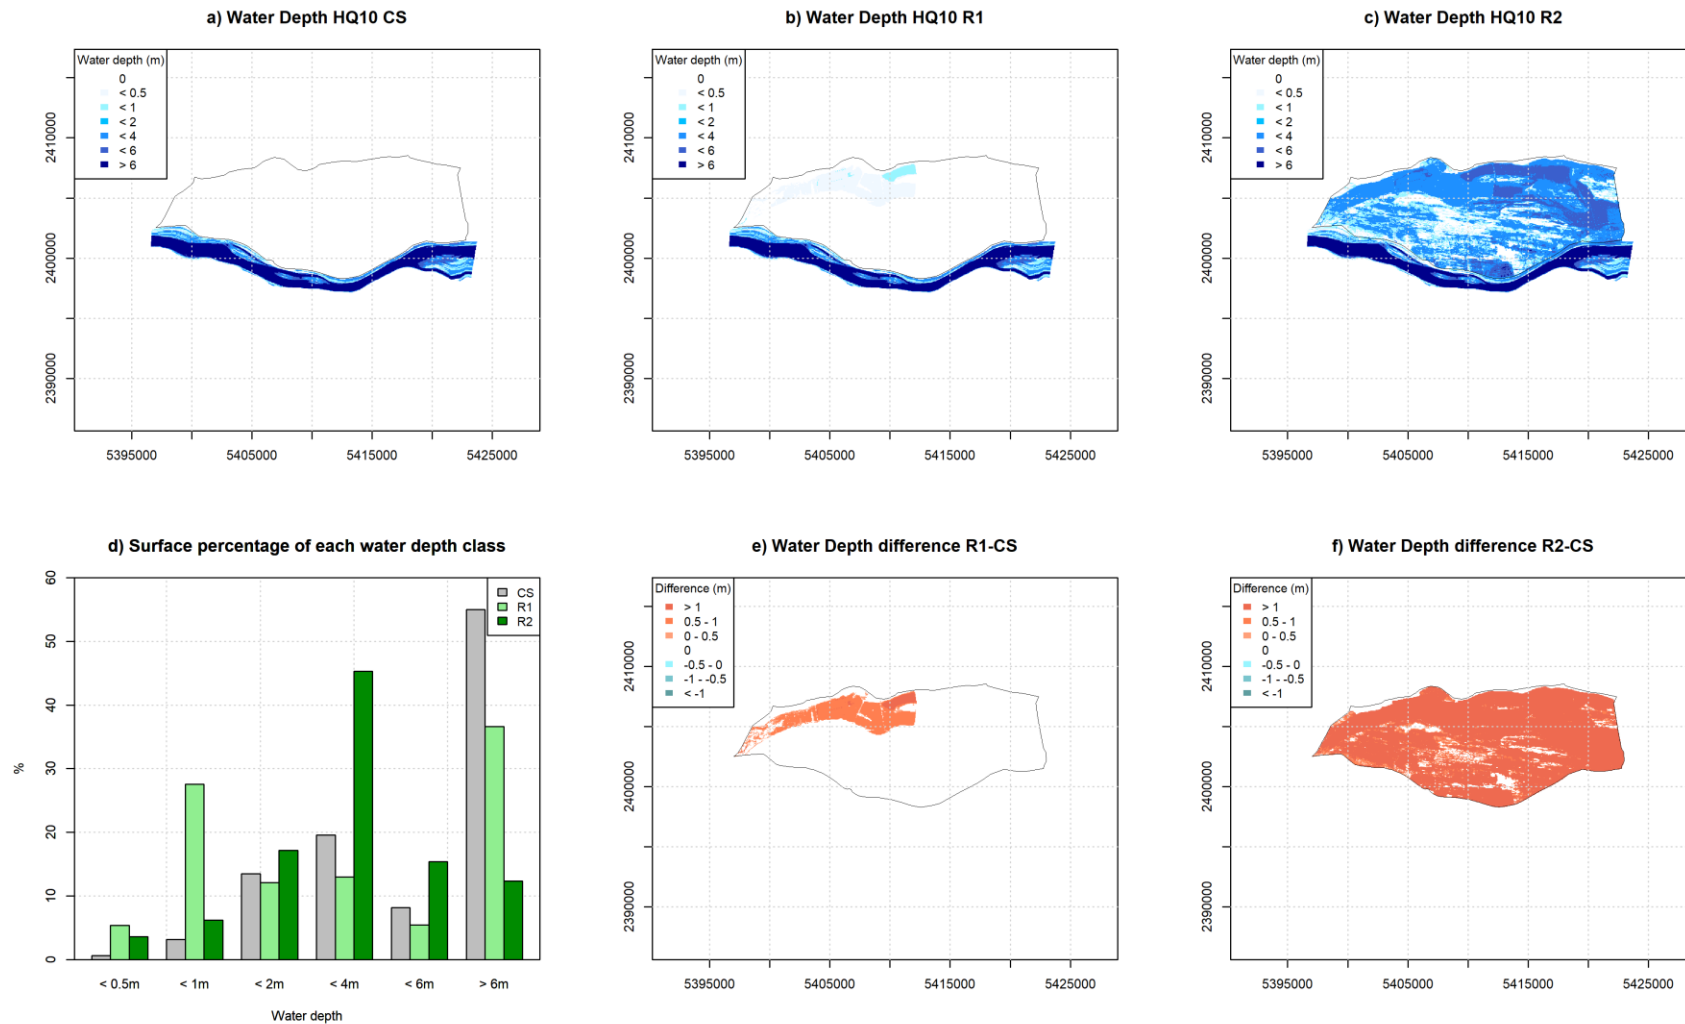 a) Water Depth HQ10 CS
Water depth (m)
0
< 0.5
< 1
< 2
< 4
< 6
> 6
2410000
2400000
2390000
5395000
5405000
5415000
5425000
b) Water Depth HQ10 R1
Water depth (m)
0
< 0.5
< 1
< 2
< 4
< 6
> 6
2410000
2400000
2390000
5395000
5405000
5415000
5425000
c) Water Depth HQ10 R2
Water depth (m)
0
< 0.5
< 1
< 2
< 4
< 6
> 6
2410000
2400000
2390000
5395000
5405000
5415000
5425000
d) Surface percentage of each water depth class
CS
R1
R2
60
50
40
30
20
10
0
%
< 0.5m
< 1m
< 2m
< 4m
< 6m
> 6m
Water depth
e) Water Depth difference R1-CS
Difference (m)
> 1
0.5 - 1
0 - 0.5
0
-0.5 - 0
-1 - -0.5
< -1
2410000
2400000
2390000
5395000
5405000
5415000
5425000
f) Water Depth difference R2-CS
Difference (m)
> 1
0.5 - 1
0 - 0.5
0
-0.5 - 0
-1 - -0.5
< -1
2410000
2400000
2390000
5395000
5405000
5415000
5425000